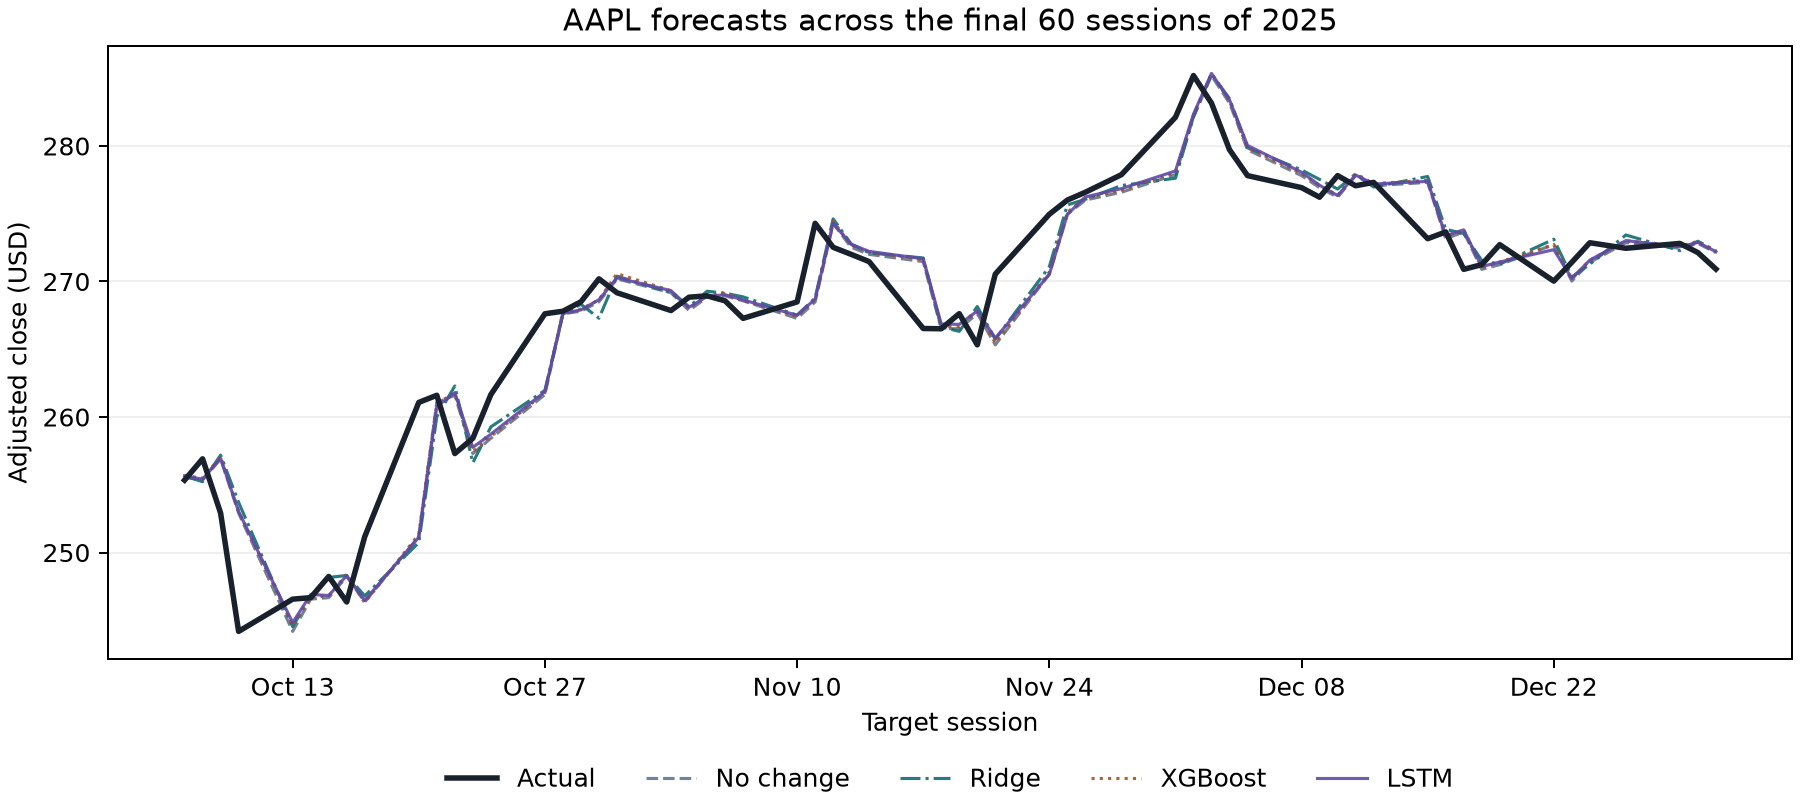 AAPL forecasts across the final 60 sessions of 2025
Adjusted close (USD)
280
270
260
250
Oct 13 Oct 27 Nov 10 Nov 24 Dec 08 Dec 22
Target session
Actual No change Ridge XGBoost LSTM